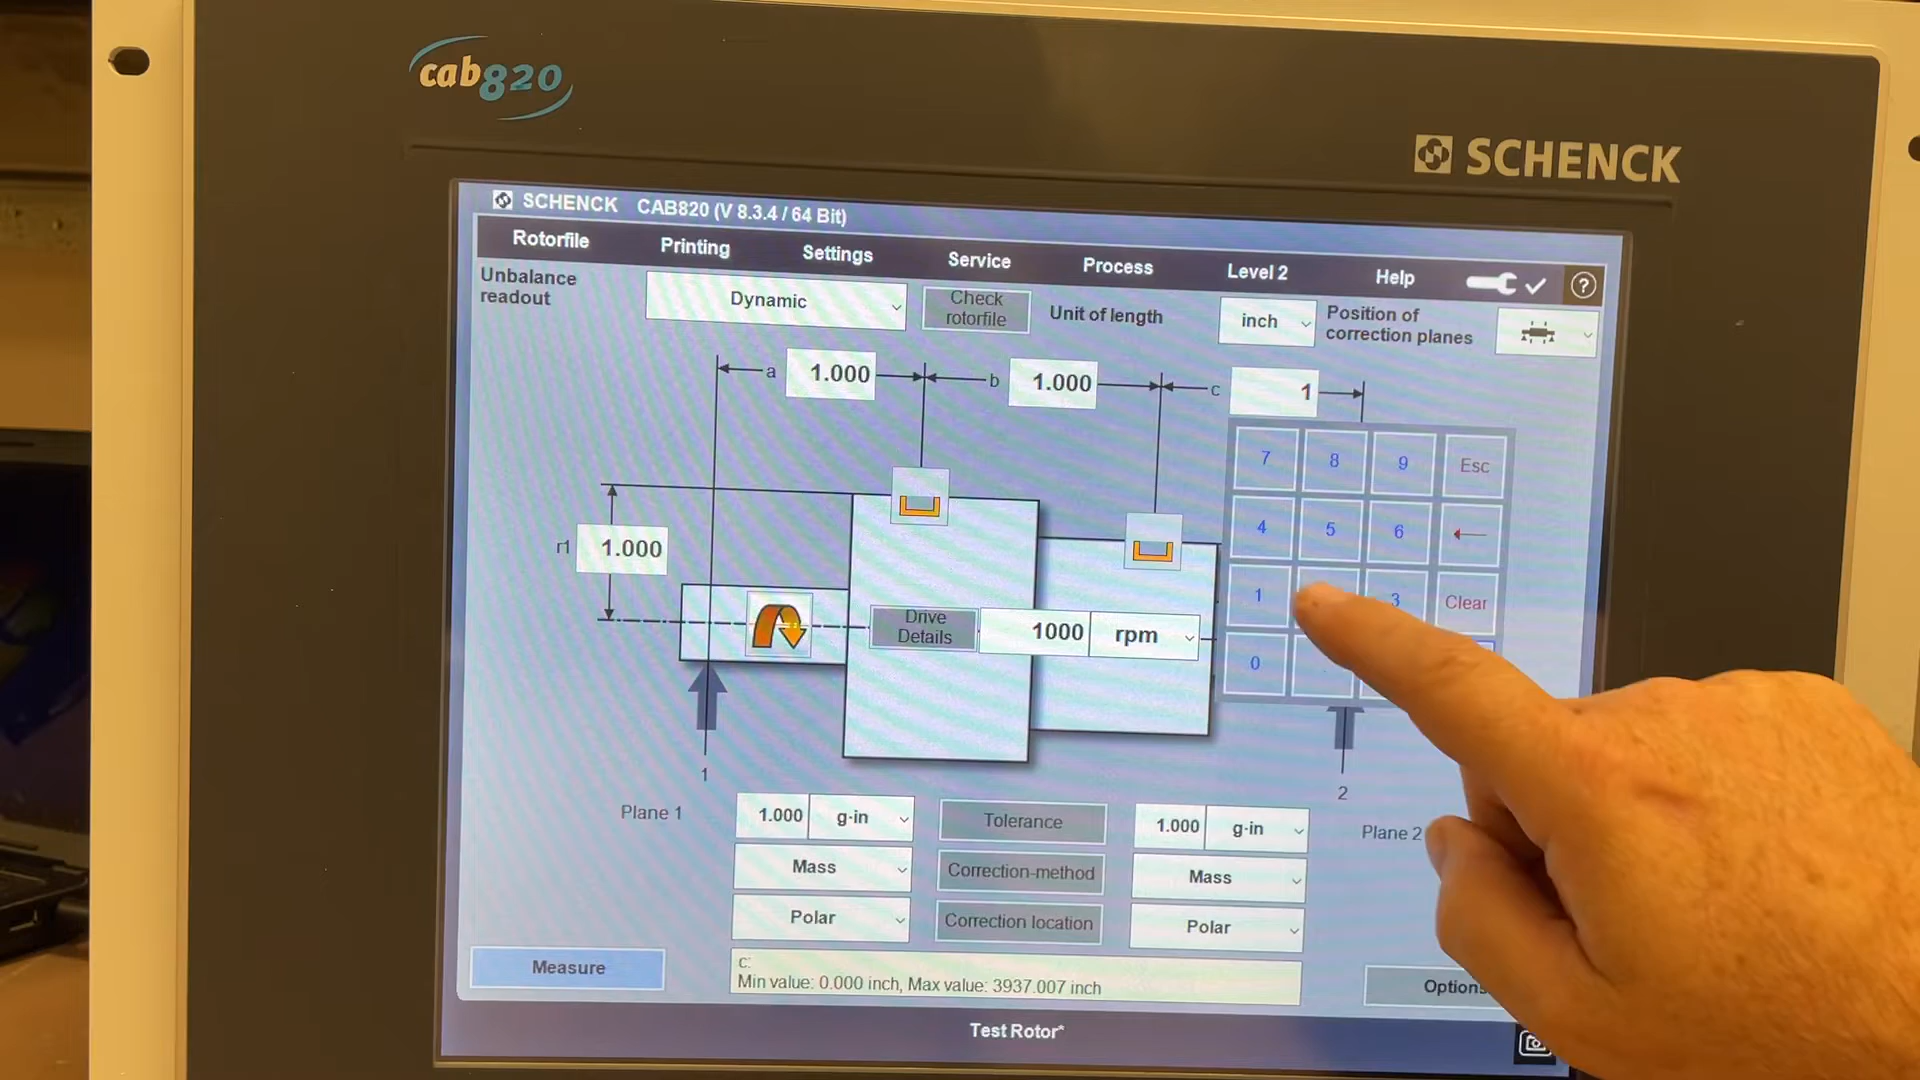 cab820
SCHENCK
SCHENCK CAB820 (V 8.3.4 / 64 Bit)
Rotorfile Printing Settings Service Process Level 2 Help ?
Unbalance
readout
Dynamic
Check
rotorfile
Unit of length
inch
Position of
correction planes
a 1.000 b 1.000 c 1
7 8 9 Esc
4 5 6 ←
1 3 Clear
0
r1 1.000
Drive
Details
1000 rpm
1
2
Plane 1 1.000 g-in Tolerance 1.000 g-in Plane 2
Mass Correction-method Mass
Polar Correction location Polar
Measure
c:
Min value: 0.000 inch, Max value: 3937.007 inch
Options
Test Rotor*